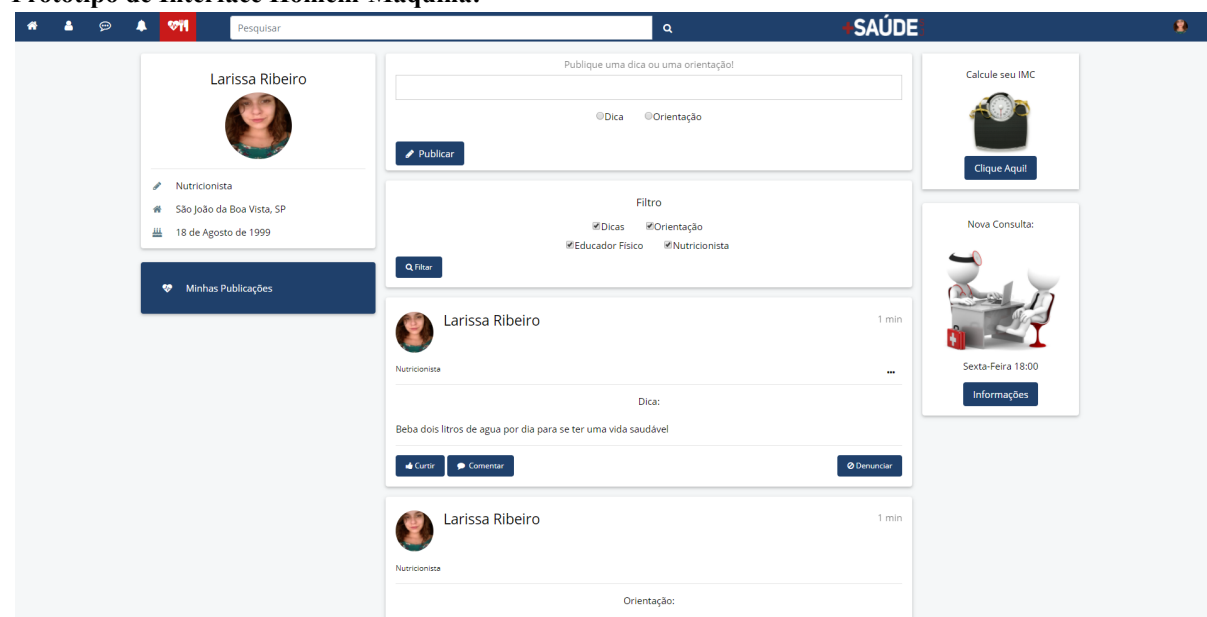 Protótipo de Interface Homem-Máquina:
Pesquisar
+SAÚDE
Larissa Ribeiro
Nutricionista
São João da Boa Vista, SP
18 de Agosto de 1999
Minhas Publicações
Publique uma dica ou uma orientação!
Dica Orientação
Publicar
Filtro
Dicas Orientação
Educador Físico Nutricionista
Filtar
Larissa Ribeiro
1 min
Nutricionista
...
Dica:
Beba dois litros de agua por dia para se ter uma vida saudável
Curtir Comentar Denunciar
Larissa Ribeiro
1 min
Nutricionista
Orientação:
Calcule seu IMC
Clique Aqui!
Nova Consulta:
Sexta-Feira 18:00
Informações